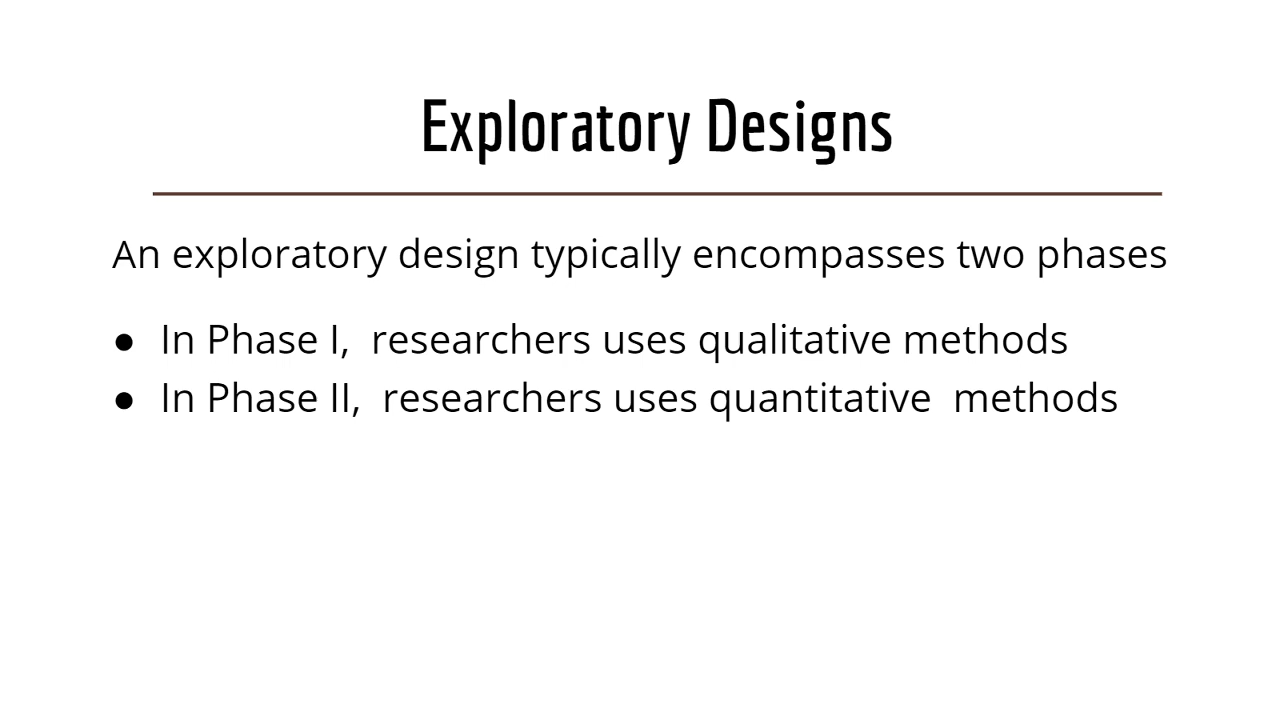 Exploratory Designs
An exploratory design typically encompasses two phases
● In Phase I,  researchers uses qualitative methods
● In Phase II,  researchers uses quantitative  methods